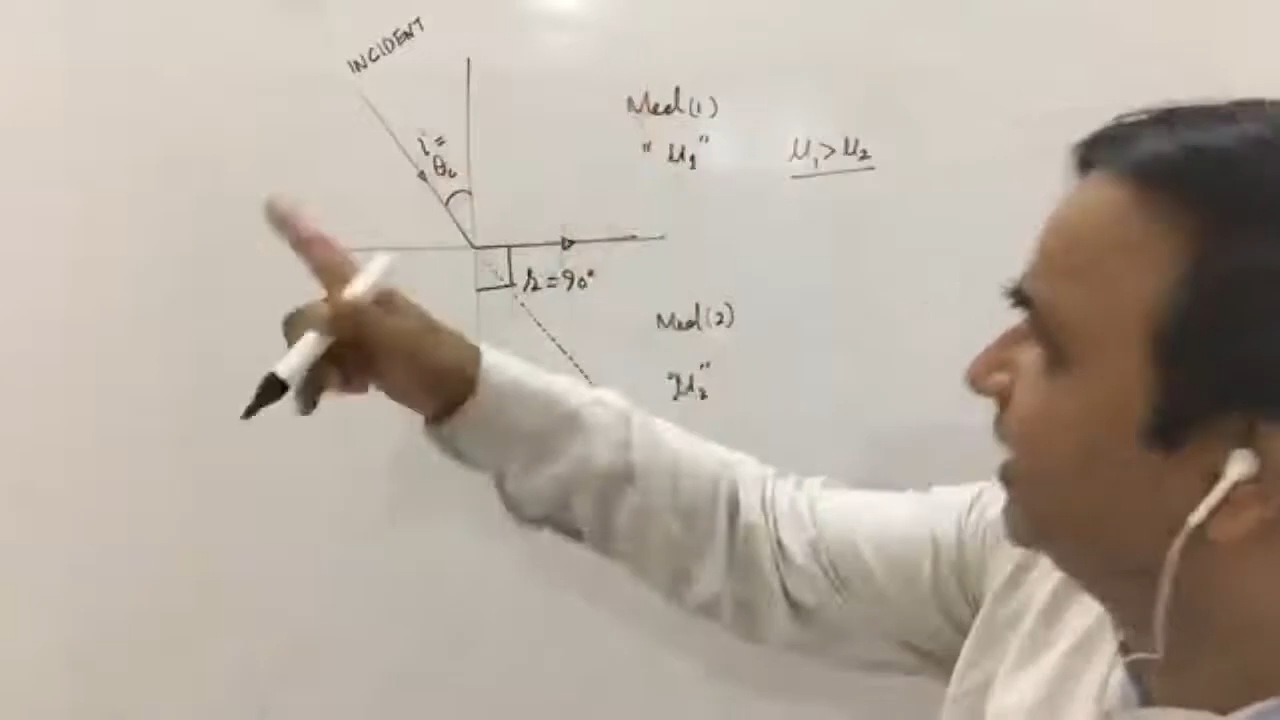 INCIDENT
i =
θc
Med(1)
" μ1"
μ1 > μ2
r = 90°
Med(2)
"μ2"